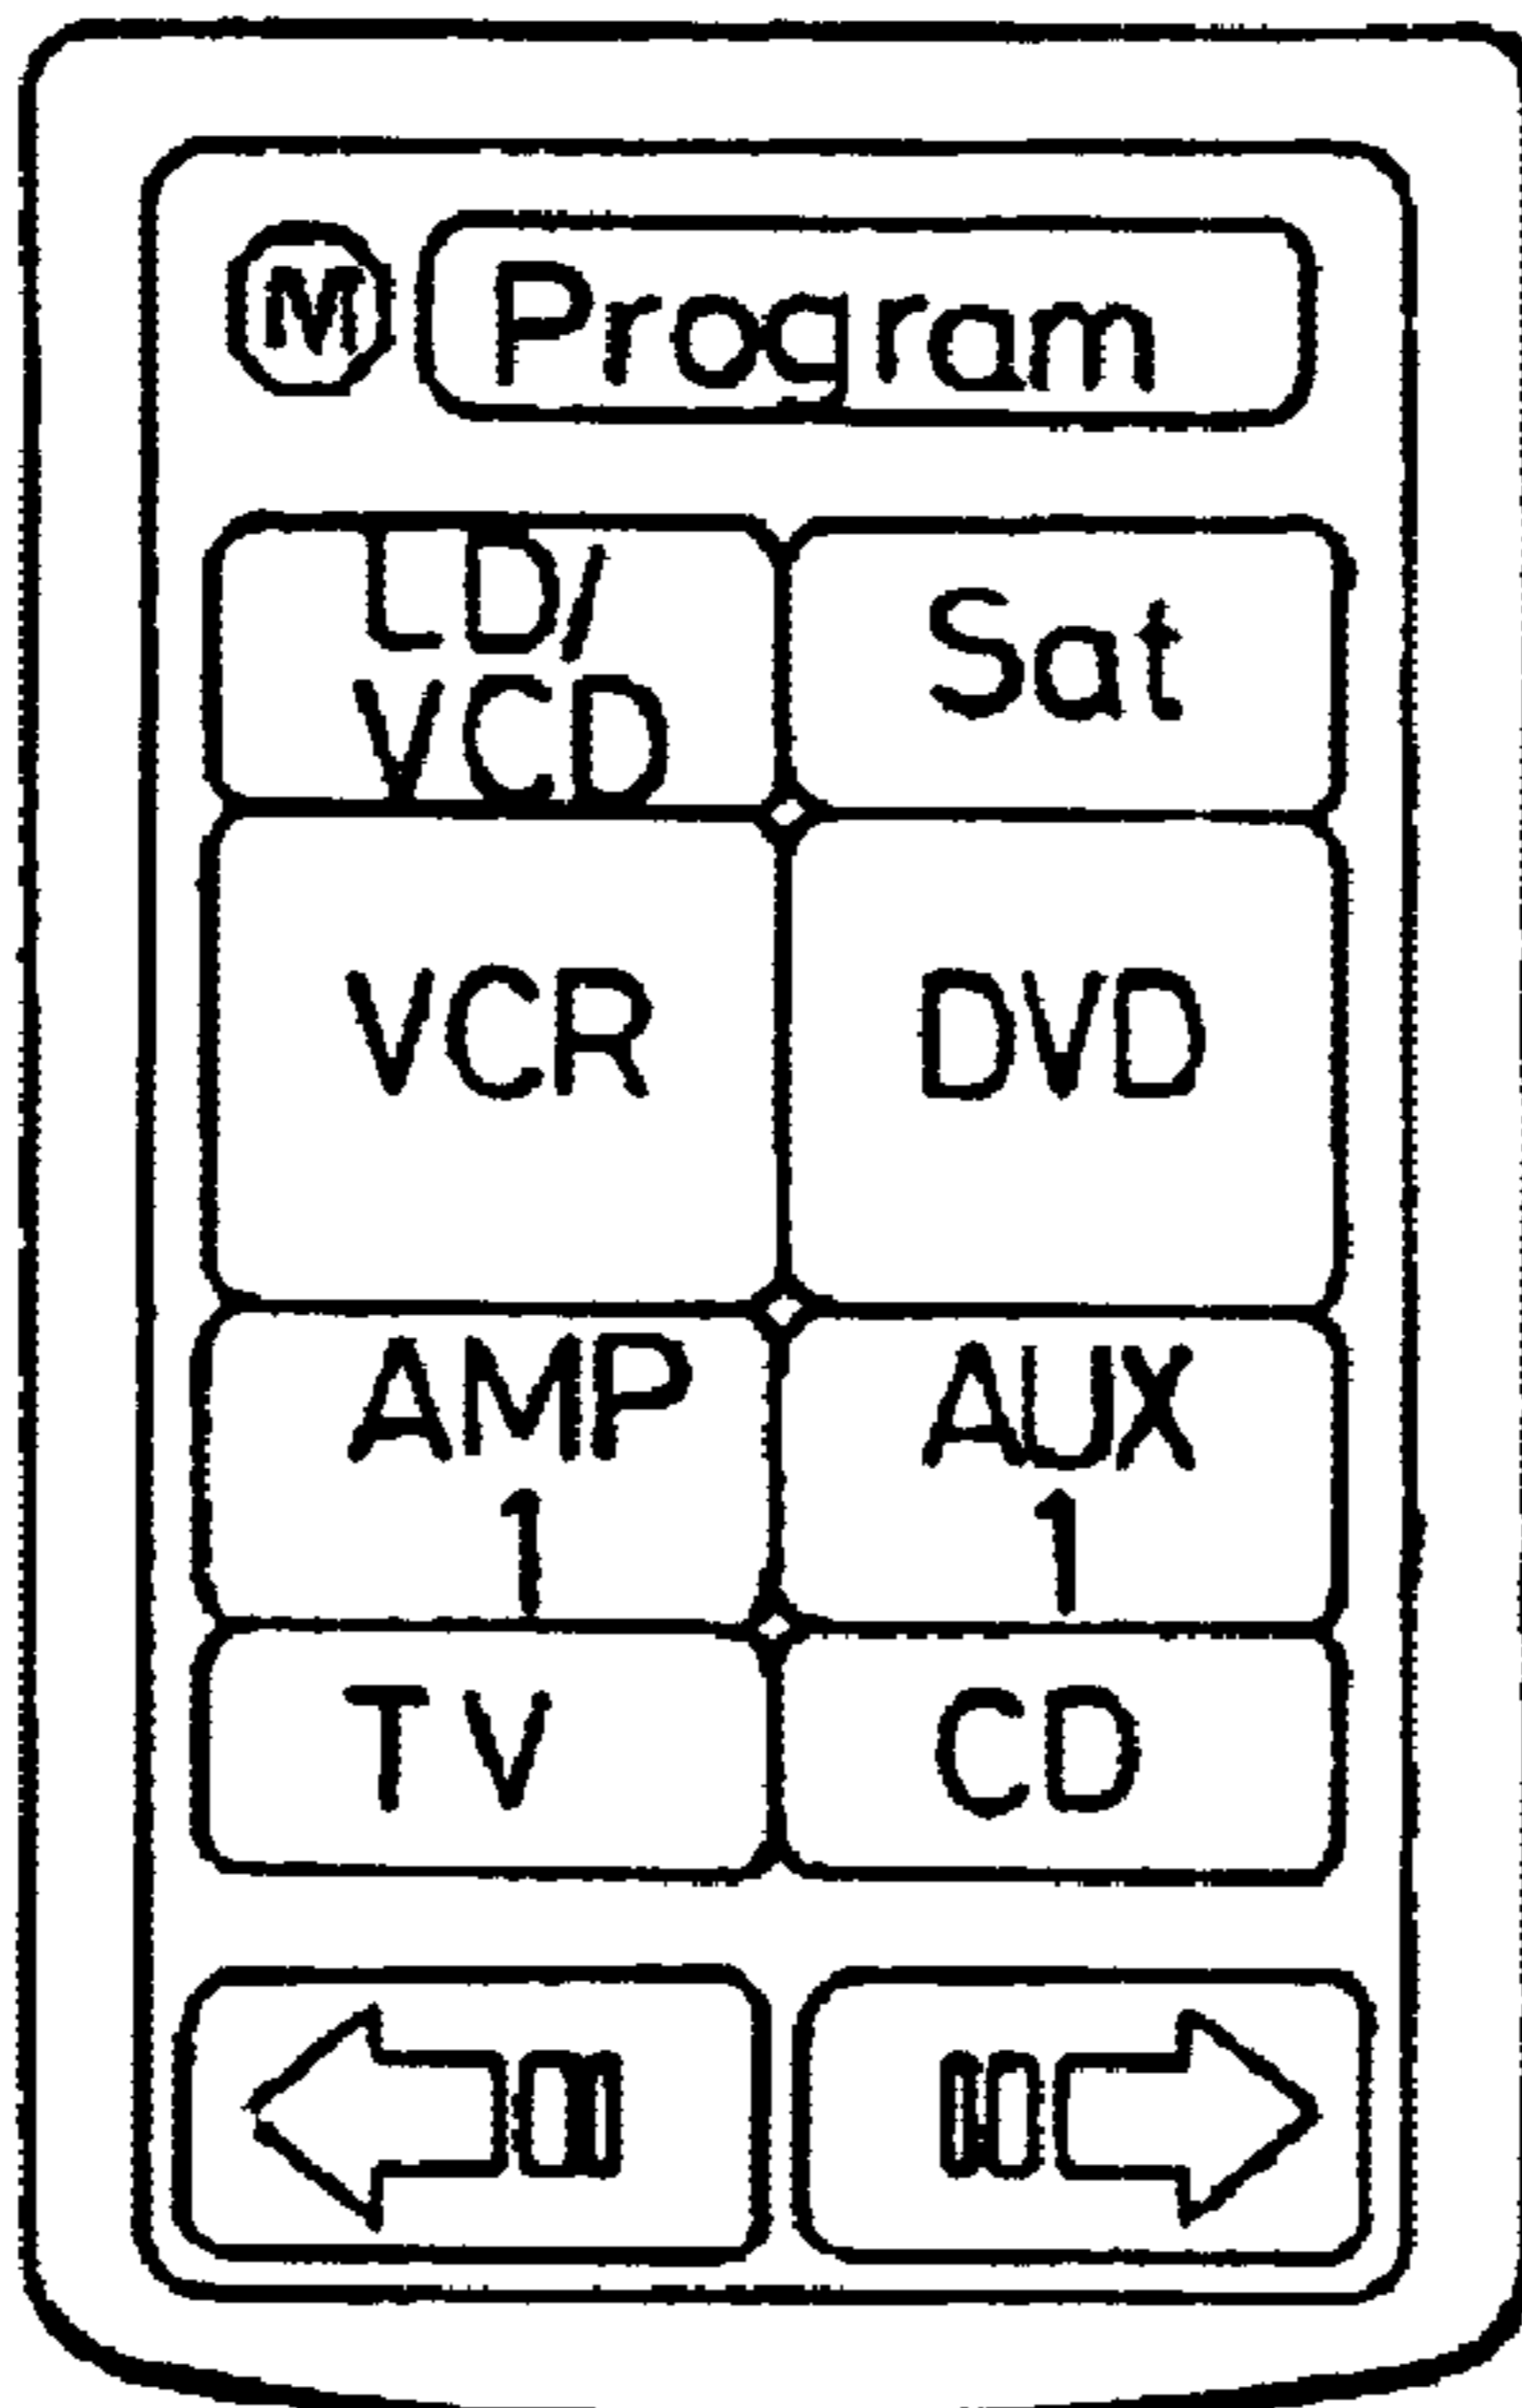 M Program
LD/
VCD
Sat
VCR
DVD
AMP
1
AUX
1
TV
CD